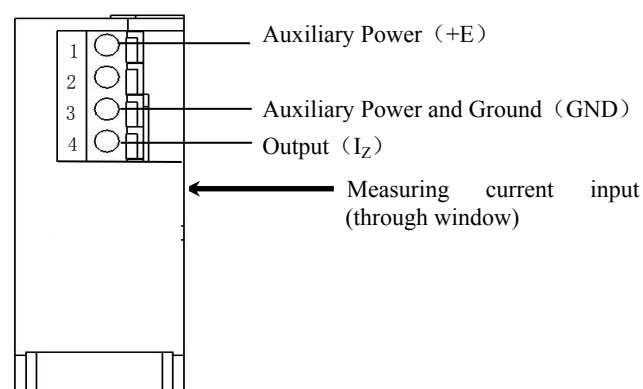 1 Auxiliary Power（+E）
2
3 Auxiliary Power and Ground（GND）
4 Output（IZ）
Measuring current input
(through window)